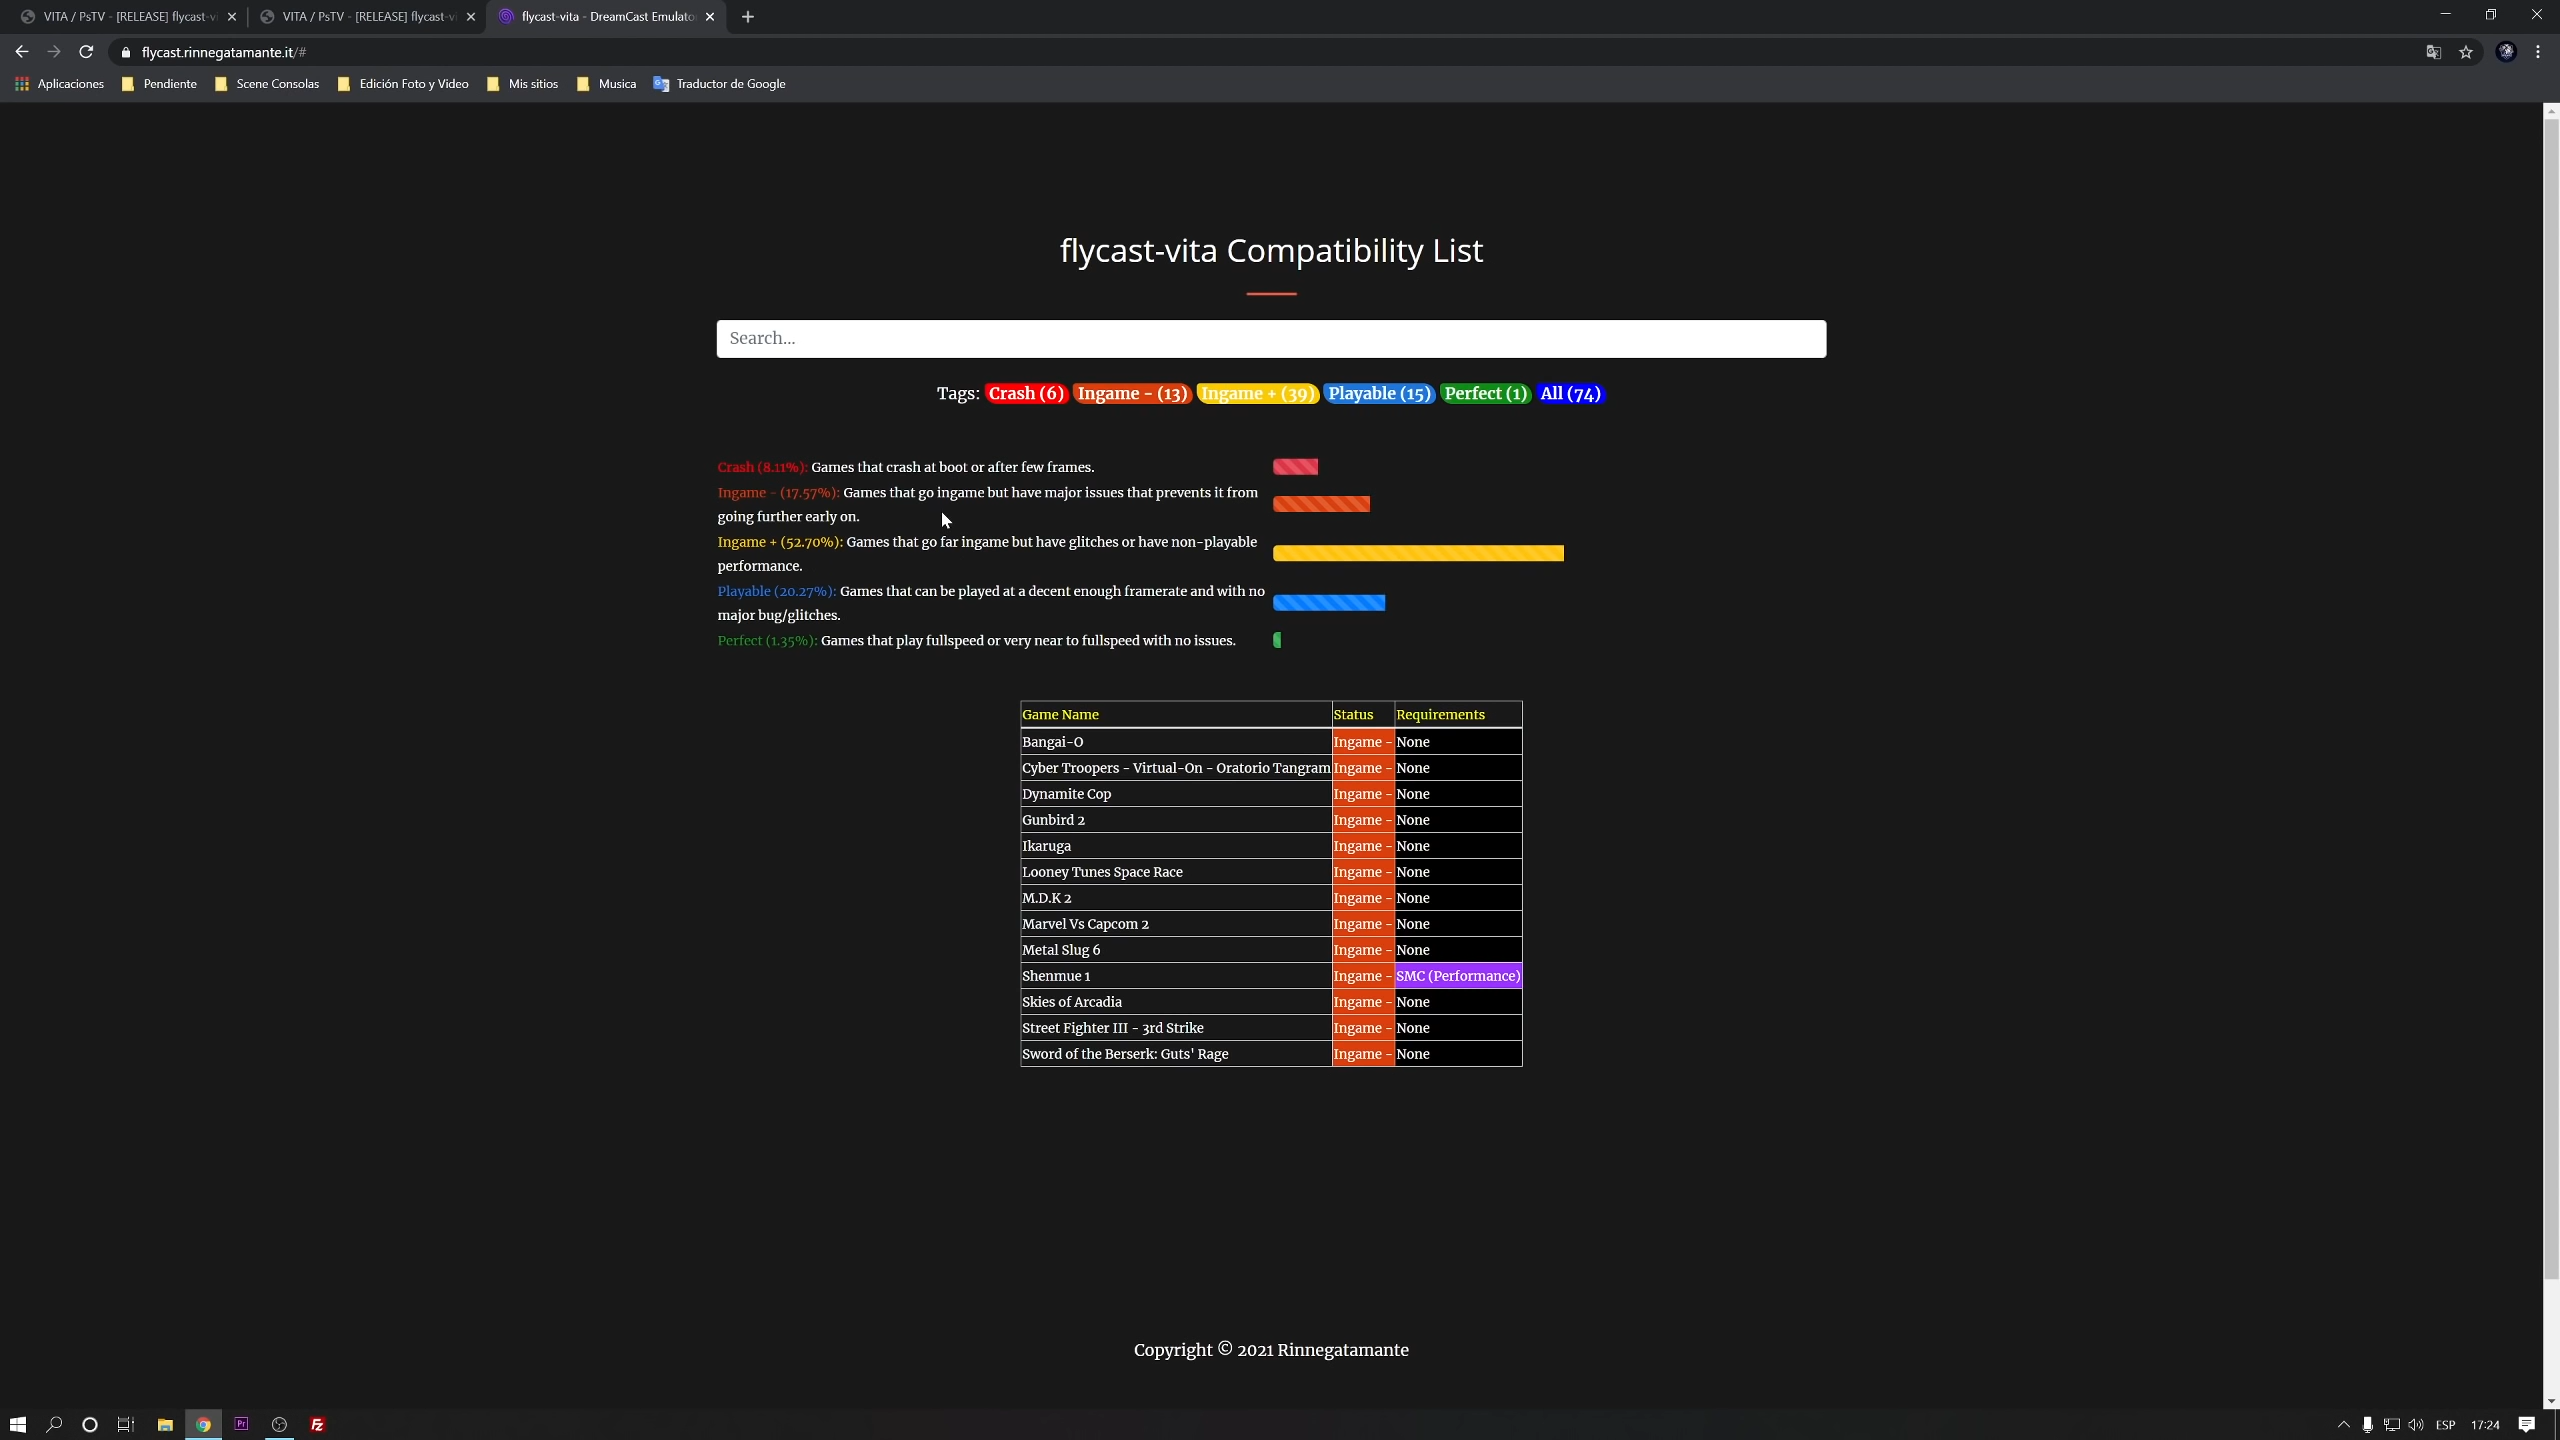 VITA / PsTV - [RELEASE] flycast-vi
VITA / PsTV - [RELEASE] flycast-vi
flycast-vita - DreamCast Emulator
flycast.rinnegatamante.it/#
Aplicaciones
Pendiente
Scene Consolas
Edición Foto y Video
Mis sitios
Musica
Traductor de Google
flycast-vita Compatibility List
Search...
Tags: Crash (6) Ingame - (13) Ingame + (39) Playable (15) Perfect (1) All (74)
Crash (8.11%): Games that crash at boot or after few frames.
Ingame - (17.57%): Games that go ingame but have major issues that prevents it from
going further early on.
Ingame + (52.70%): Games that go far ingame but have glitches or have non-playable
performance.
Playable (20.27%): Games that can be played at a decent enough framerate and with no
major bug/glitches.
Perfect (1.35%): Games that play fullspeed or very near to fullspeed with no issues.
Game Name Status Requirements
Bangai-O Ingame - None
Cyber Troopers - Virtual-On - Oratorio Tangram Ingame - None
Dynamite Cop Ingame - None
Gunbird 2 Ingame - None
Ikaruga Ingame - None
Looney Tunes Space Race Ingame - None
M.D.K 2 Ingame - None
Marvel Vs Capcom 2 Ingame - None
Metal Slug 6 Ingame - None
Shenmue 1 Ingame - SMC (Performance)
Skies of Arcadia Ingame - None
Street Fighter III - 3rd Strike Ingame - None
Sword of the Berserk: Guts' Rage Ingame - None
Copyright © 2021 Rinnegatamante
Pr
Fz
ESP
17:24